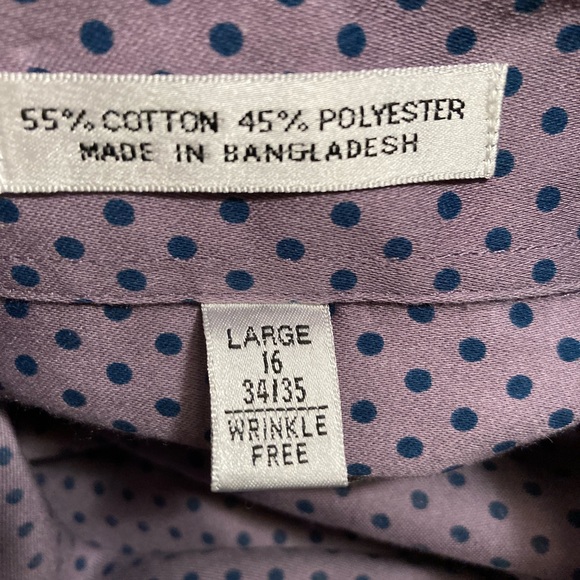 55% COTTON 45% POLYESTER
MADE IN BANGLADESH
LARGE
16
34/35
WRINKLE
FREE